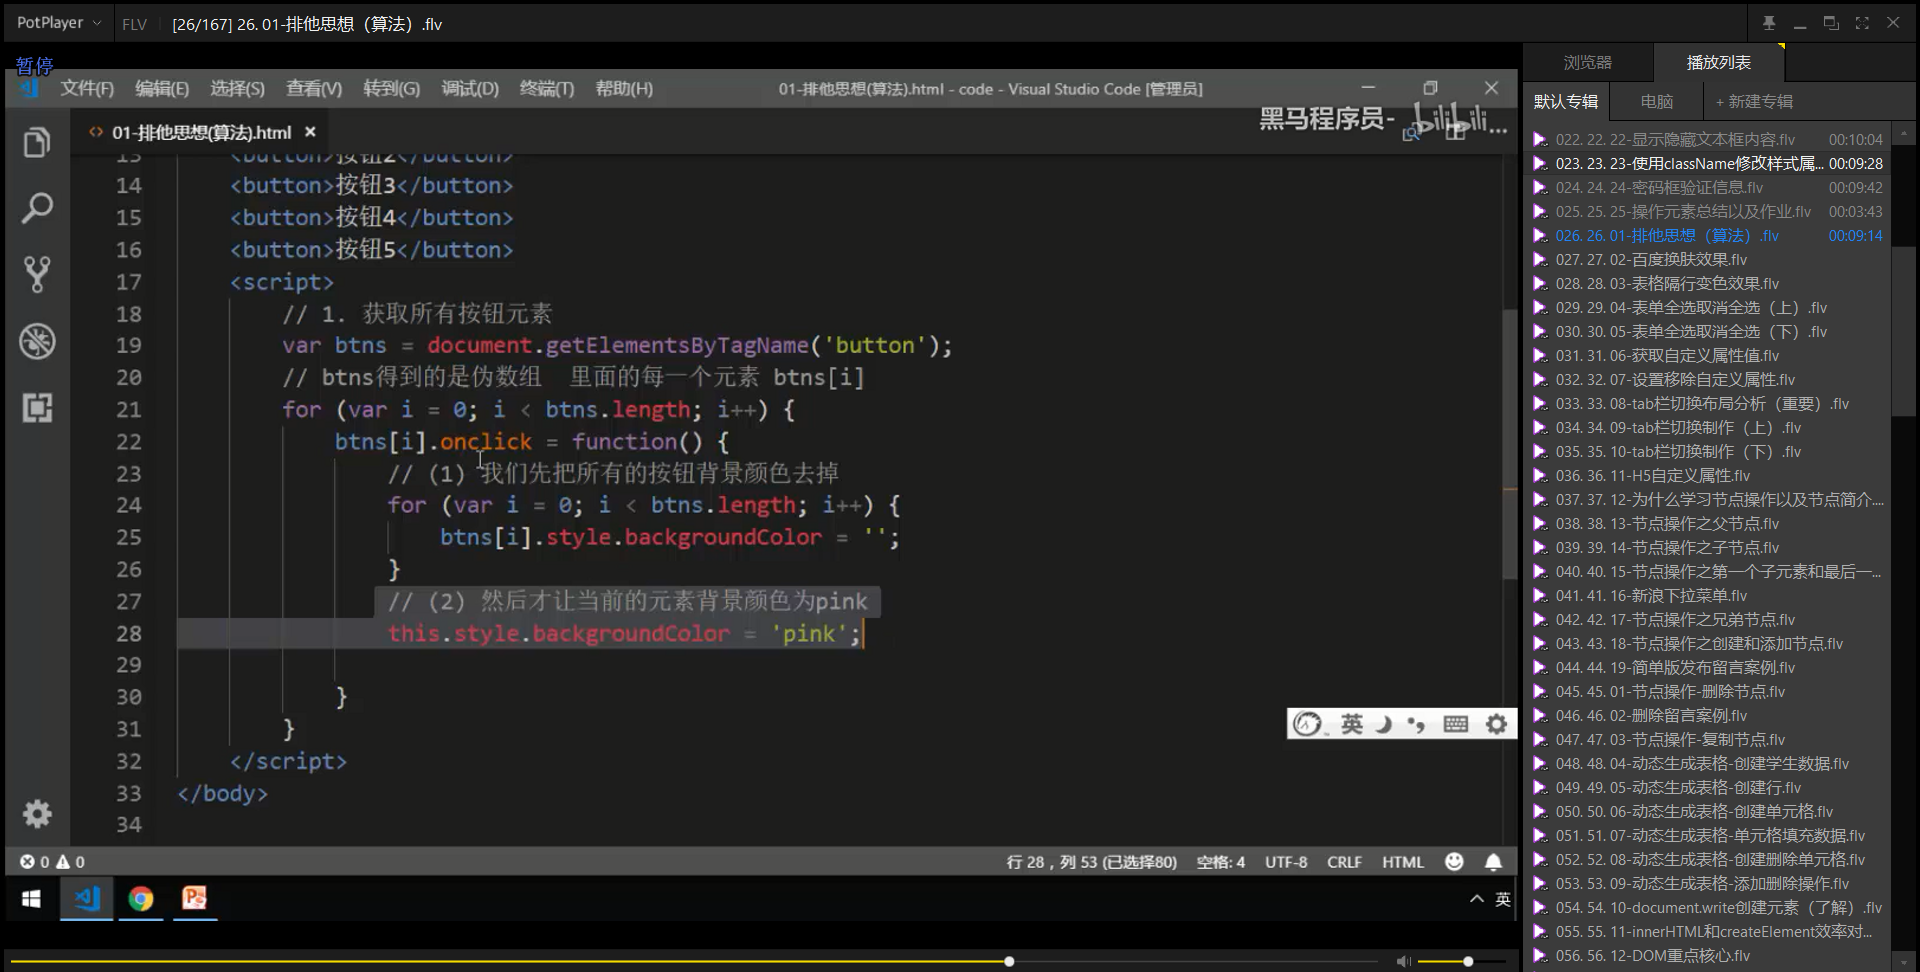 PotPlayer
FLV
[26/167] 26. 01-排他思想（算法）.flv
暂停
文件(F) 编辑(E) 选择(S) 查看(V) 转到(G) 调试(D) 终端(T) 帮助(H)
01-排他思想(算法).html - code - Visual Studio Code [管理员]
01-排他思想(算法).html
黑马程序员-
bilibili
13 <button>按钮2</button>
14 <button>按钮3</button>
15 <button>按钮4</button>
16 <button>按钮5</button>
17 <script>
18 // 1. 获取所有按钮元素
19 var btns = document.getElementsByTagName('button');
20 // btns得到的是伪数组 里面的每一个元素 btns[i]
21 for (var i = 0; i < btns.length; i++) {
22 btns[i].onclick = function() {
23 // (1) 我们先把所有的按钮背景颜色去掉
24 for (var i = 0; i < btns.length; i++) {
25 btns[i].style.backgroundColor = '';
26 }
27 // (2) 然后才让当前的元素背景颜色为pink
28 this.style.backgroundColor = 'pink';
29
30 }
31 }
32 </script>
33 </body>
34
英
0 0
行 28，列 53 (已选择80) 空格: 4 UTF-8 CRLF HTML
英
浏览器 播放列表
默认专辑 电脑 + 新建专辑
022. 22. 22-显示隐藏文本框内容.flv 00:10:04
023. 23. 23-使用className修改样式属... 00:09:28
024. 24. 24-密码框验证信息.flv 00:09:42
025. 25. 25-操作元素总结以及作业.flv 00:03:43
026. 26. 01-排他思想（算法）.flv 00:09:14
027. 27. 02-百度换肤效果.flv
028. 28. 03-表格隔行变色效果.flv
029. 29. 04-表单全选取消全选（上）.flv
030. 30. 05-表单全选取消全选（下）.flv
031. 31. 06-获取自定义属性值.flv
032. 32. 07-设置移除自定义属性.flv
033. 33. 08-tab栏切换布局分析（重要）.flv
034. 34. 09-tab栏切换制作（上）.flv
035. 35. 10-tab栏切换制作（下）.flv
036. 36. 11-H5自定义属性.flv
037. 37. 12-为什么学习节点操作以及节点简介....
038. 38. 13-节点操作之父节点.flv
039. 39. 14-节点操作之子节点.flv
040. 40. 15-节点操作之第一个子元素和最后一...
041. 41. 16-新浪下拉菜单.flv
042. 42. 17-节点操作之兄弟节点.flv
043. 43. 18-节点操作之创建和添加节点.flv
044. 44. 19-简单版发布留言案例.flv
045. 45. 01-节点操作-删除节点.flv
046. 46. 02-删除留言案例.flv
047. 47. 03-节点操作-复制节点.flv
048. 48. 04-动态生成表格-创建学生数据.flv
049. 49. 05-动态生成表格-创建行.flv
050. 50. 06-动态生成表格-创建单元格.flv
051. 51. 07-动态生成表格-单元格填充数据.flv
052. 52. 08-动态生成表格-创建删除单元格.flv
053. 53. 09-动态生成表格-添加删除操作.flv
054. 54. 10-document.write创建元素（了解）.flv
055. 55. 11-innerHTML和createElement效率对...
056. 56. 12-DOM重点核心.flv